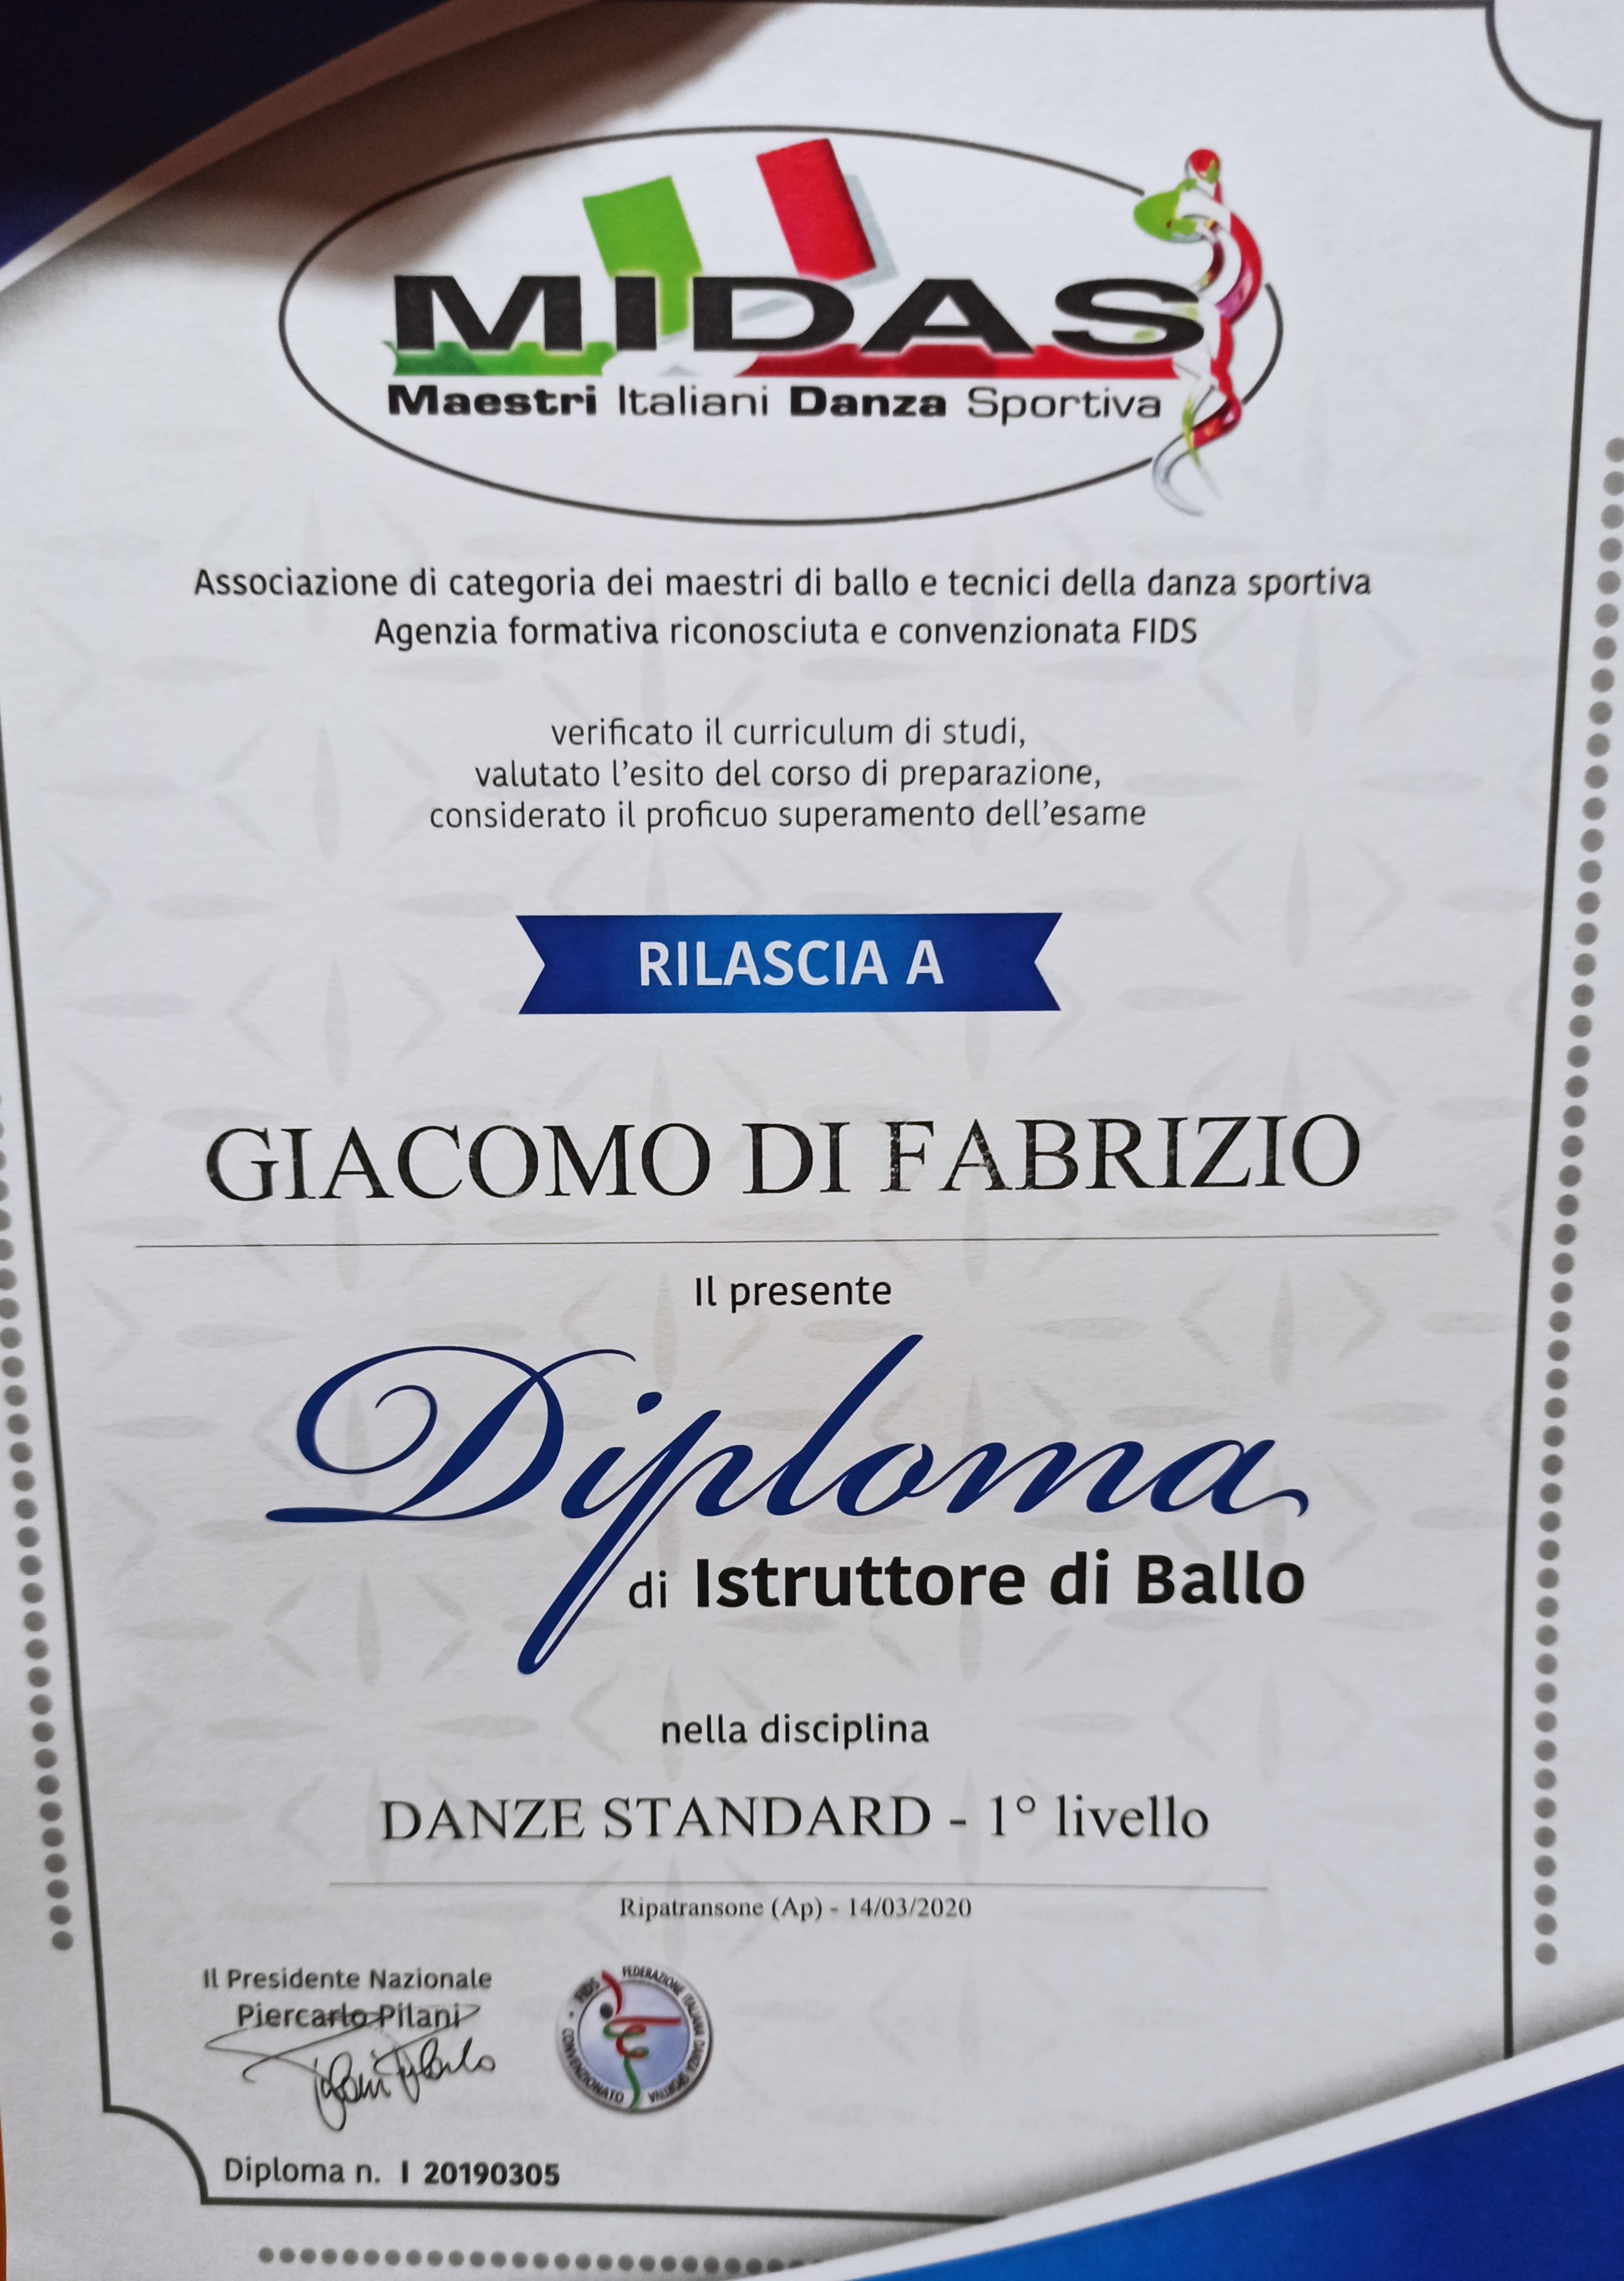 MIDAS
Maestri Italiani Danza Sportiva
Associazione di categoria dei maestri di ballo e tecnici della danza sportiva
Agenzia formativa riconosciuta e convenzionata FIDS
verificato il curriculum di studi,
valutato l'esito del corso di preparazione,
considerato il proficuo superamento dell'esame
RILASCIA A
GIACOMO DI FABRIZIO
Il presente
Diploma
di Istruttore di Ballo
nella disciplina
DANZE STANDARD - 1° livello
Ripatransone (Ap) - 14/03/2020
Il Presidente Nazionale
Piercarlo Pilani
FIDS FEDERAZIONE ITALIANA DANZA SPORTIVA
CONVENZIONATO
Diploma n. I 20190305